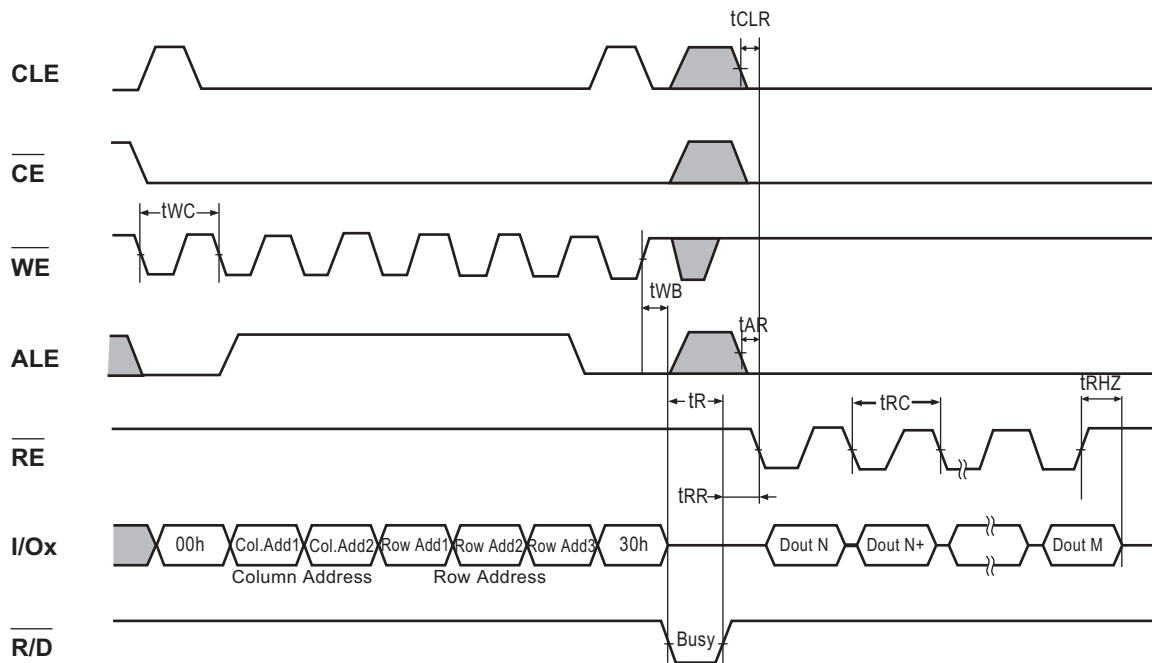 tCLR
CLE
CE
tWC
WE
tWB
tAR
ALE
tR
tRC
tRHZ
RE
tRR
I/Ox
00h
Col.Add1
Col.Add2
Row Add1
Row Add2
Row Add3
30h
Dout N
Dout N+
Dout M
Column Address
Row Address
Busy
R/D